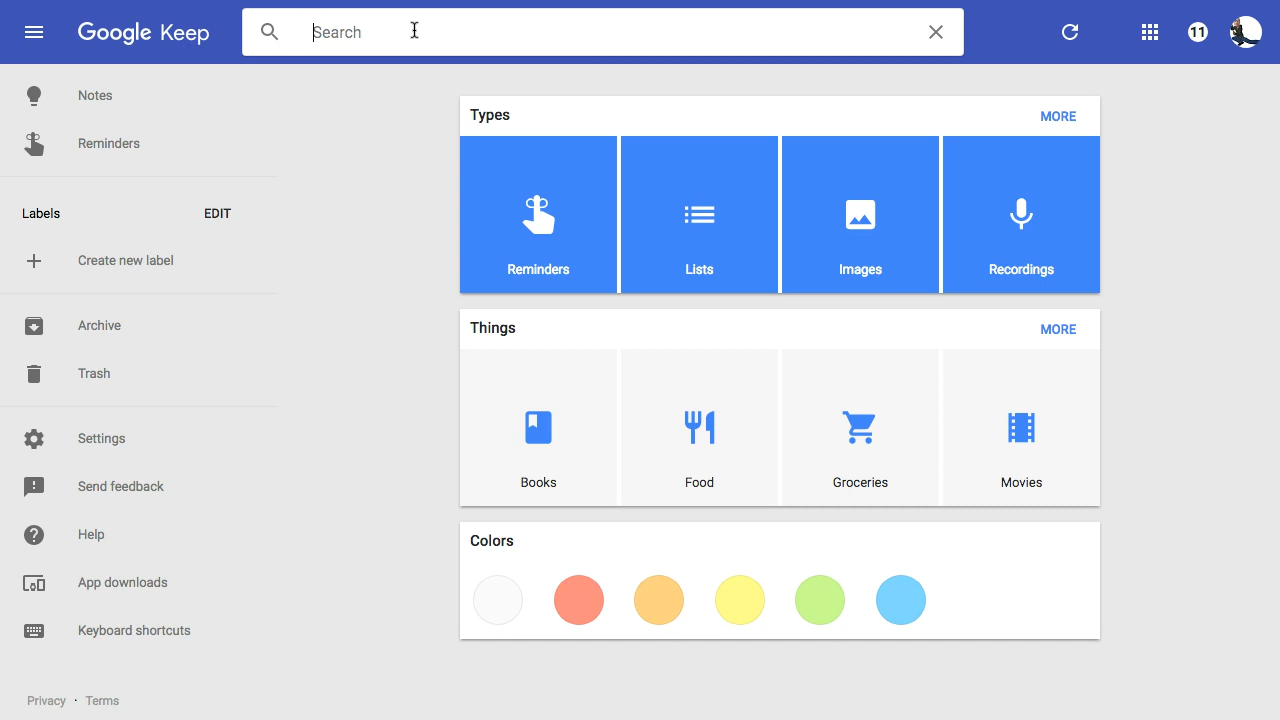 Google Keep
Search
11
Notes
Reminders
Labels
EDIT
Create new label
Archive
Trash
Settings
Send feedback
Help
App downloads
Keyboard shortcuts
Privacy · Terms
Types
MORE
Reminders
Lists
Images
Recordings
Things
MORE
Books
Food
Groceries
Movies
Colors